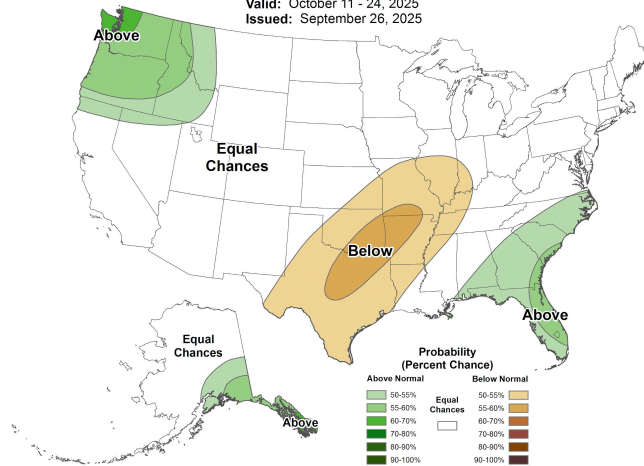 Valid: October 11 - 24, 2025
Issued: September 26, 2025
Above
Equal
Chances
Below
Above
Equal
Chances
Above
Probability
(Percent Chance)
Above Normal
Below Normal
50-55%
55-60%
60-70%
70-80%
80-90%
90-100%
Equal
Chances
50-55%
55-60%
60-70%
70-80%
80-90%
90-100%